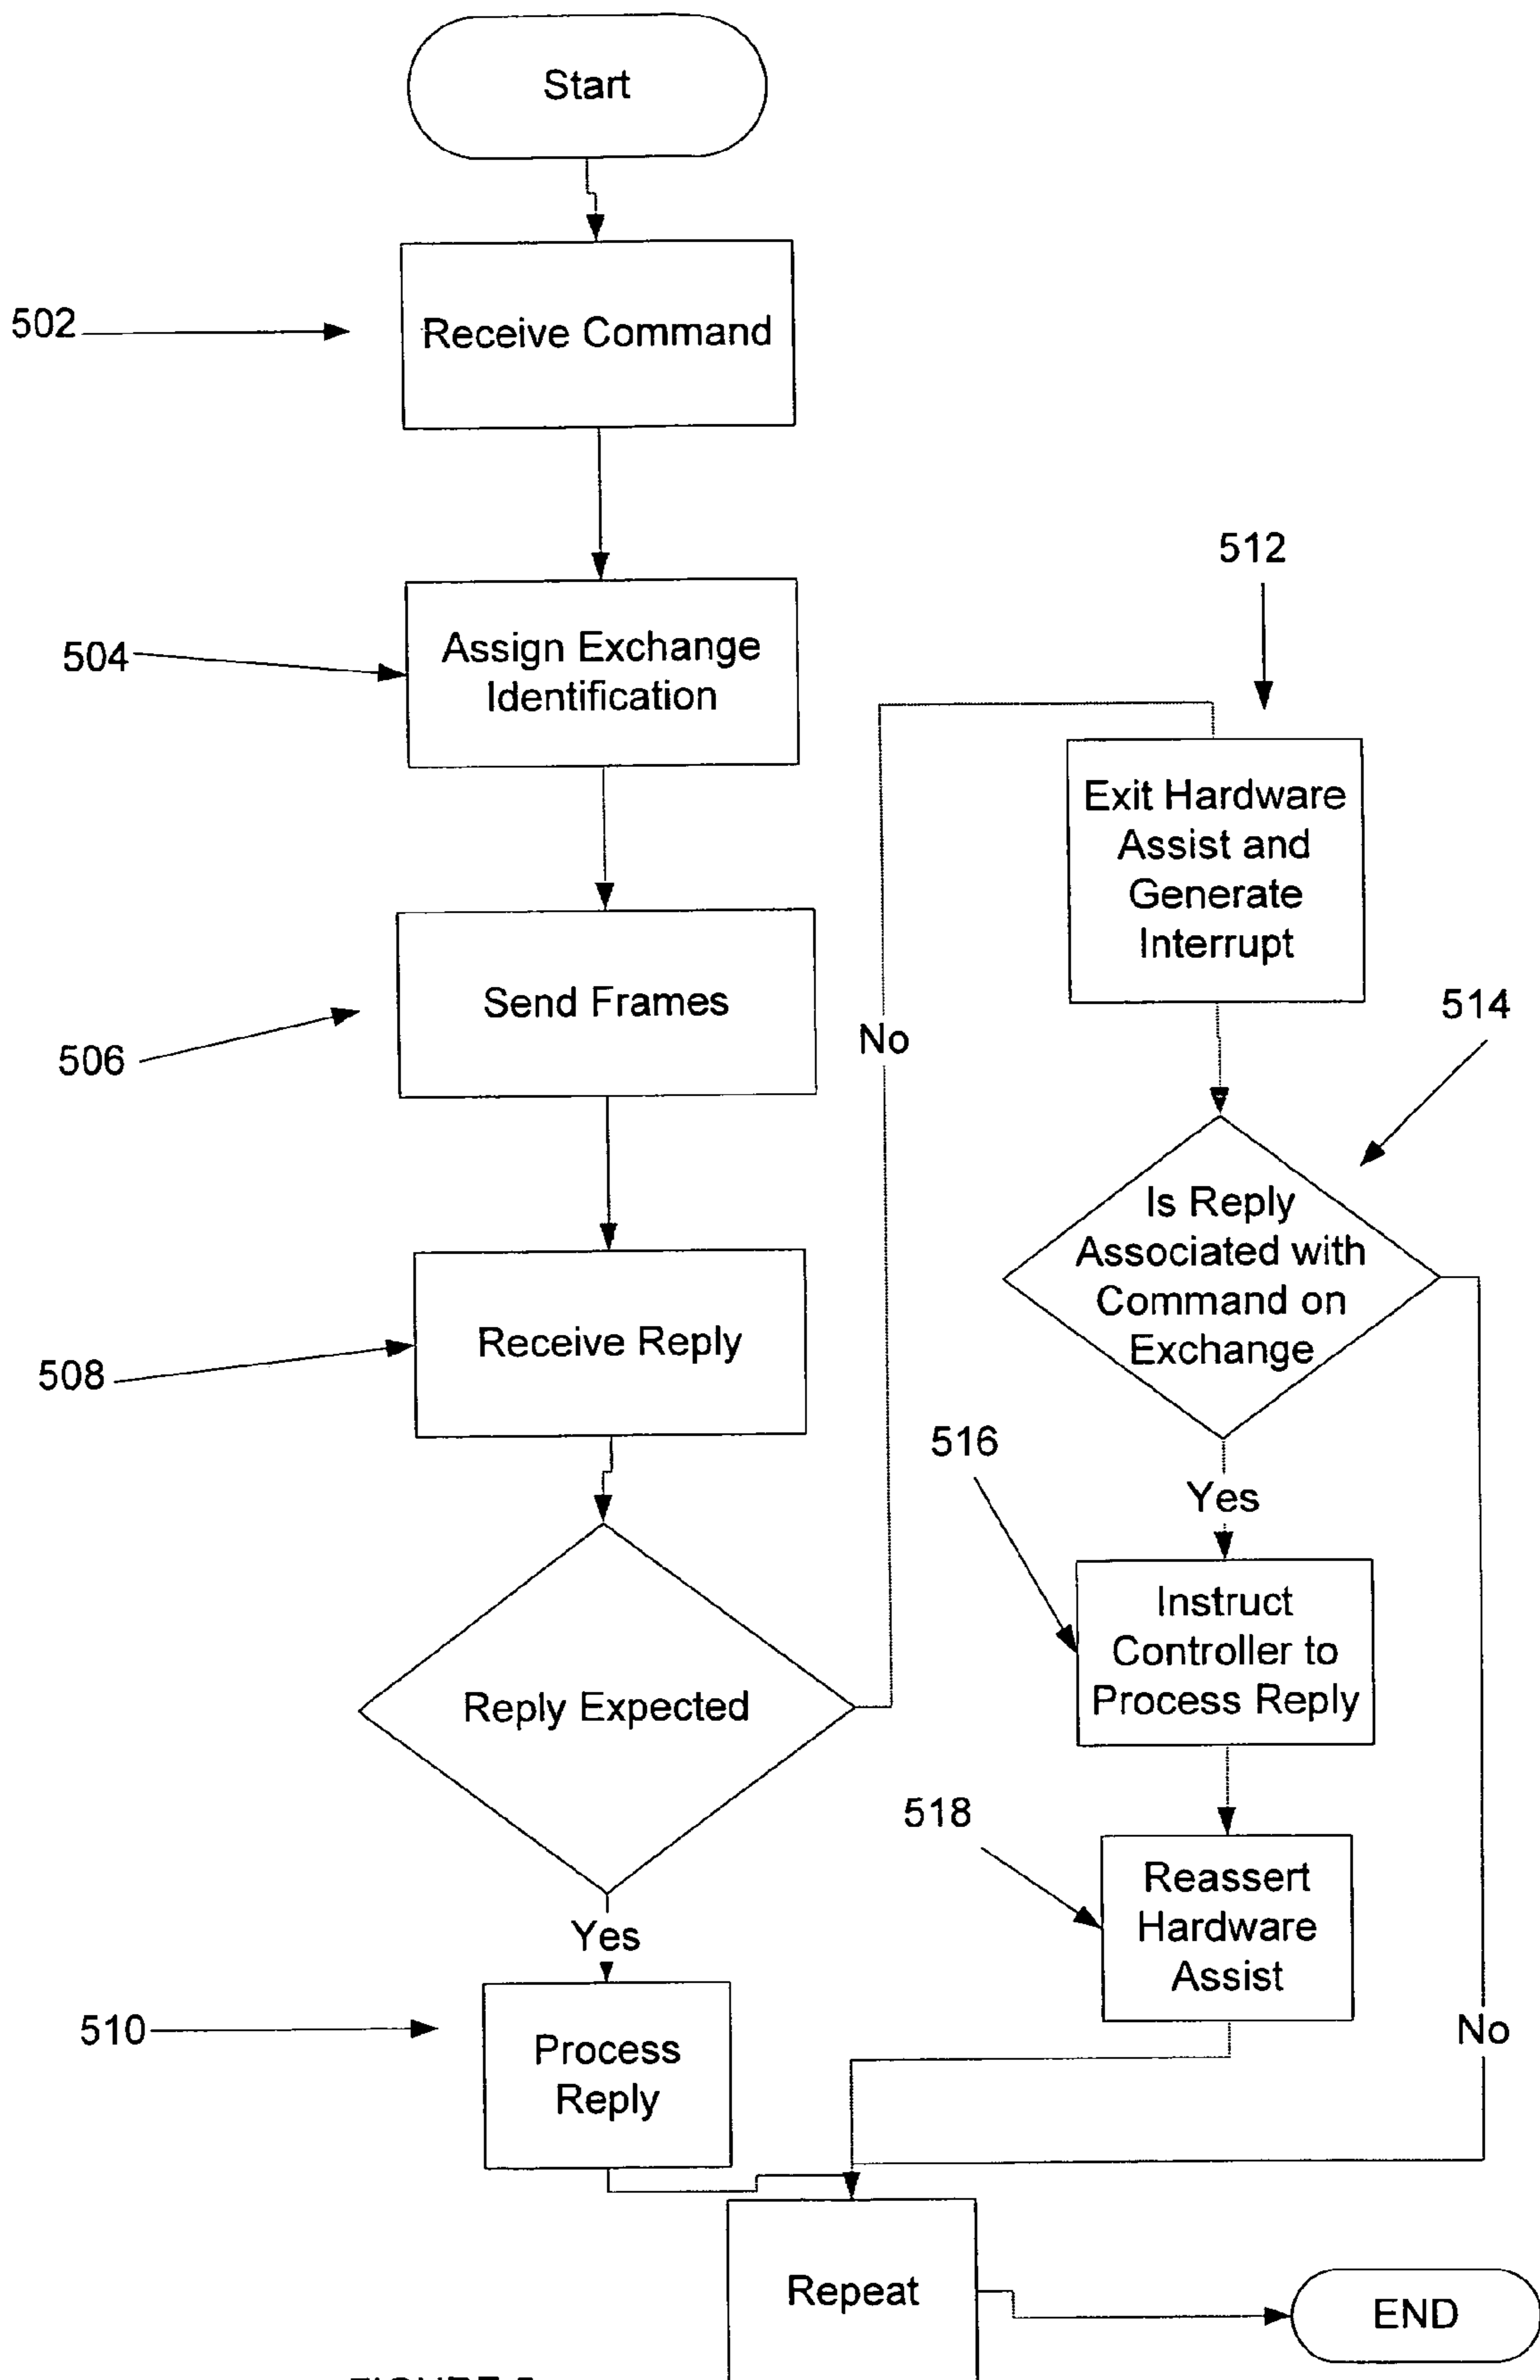 Start
502
Receive Command
504
Assign Exchange
Identification
506
Send Frames
508
Receive Reply
Reply Expected
No
Yes
510
Process
Reply
512
Exit Hardware
Assist and
Generate
Interrupt
514
Is Reply
Associated with
Command on
Exchange
516
Yes
Instruct
Controller to
Process Reply
518
Reassert
Hardware
Assist
No
Repeat
END